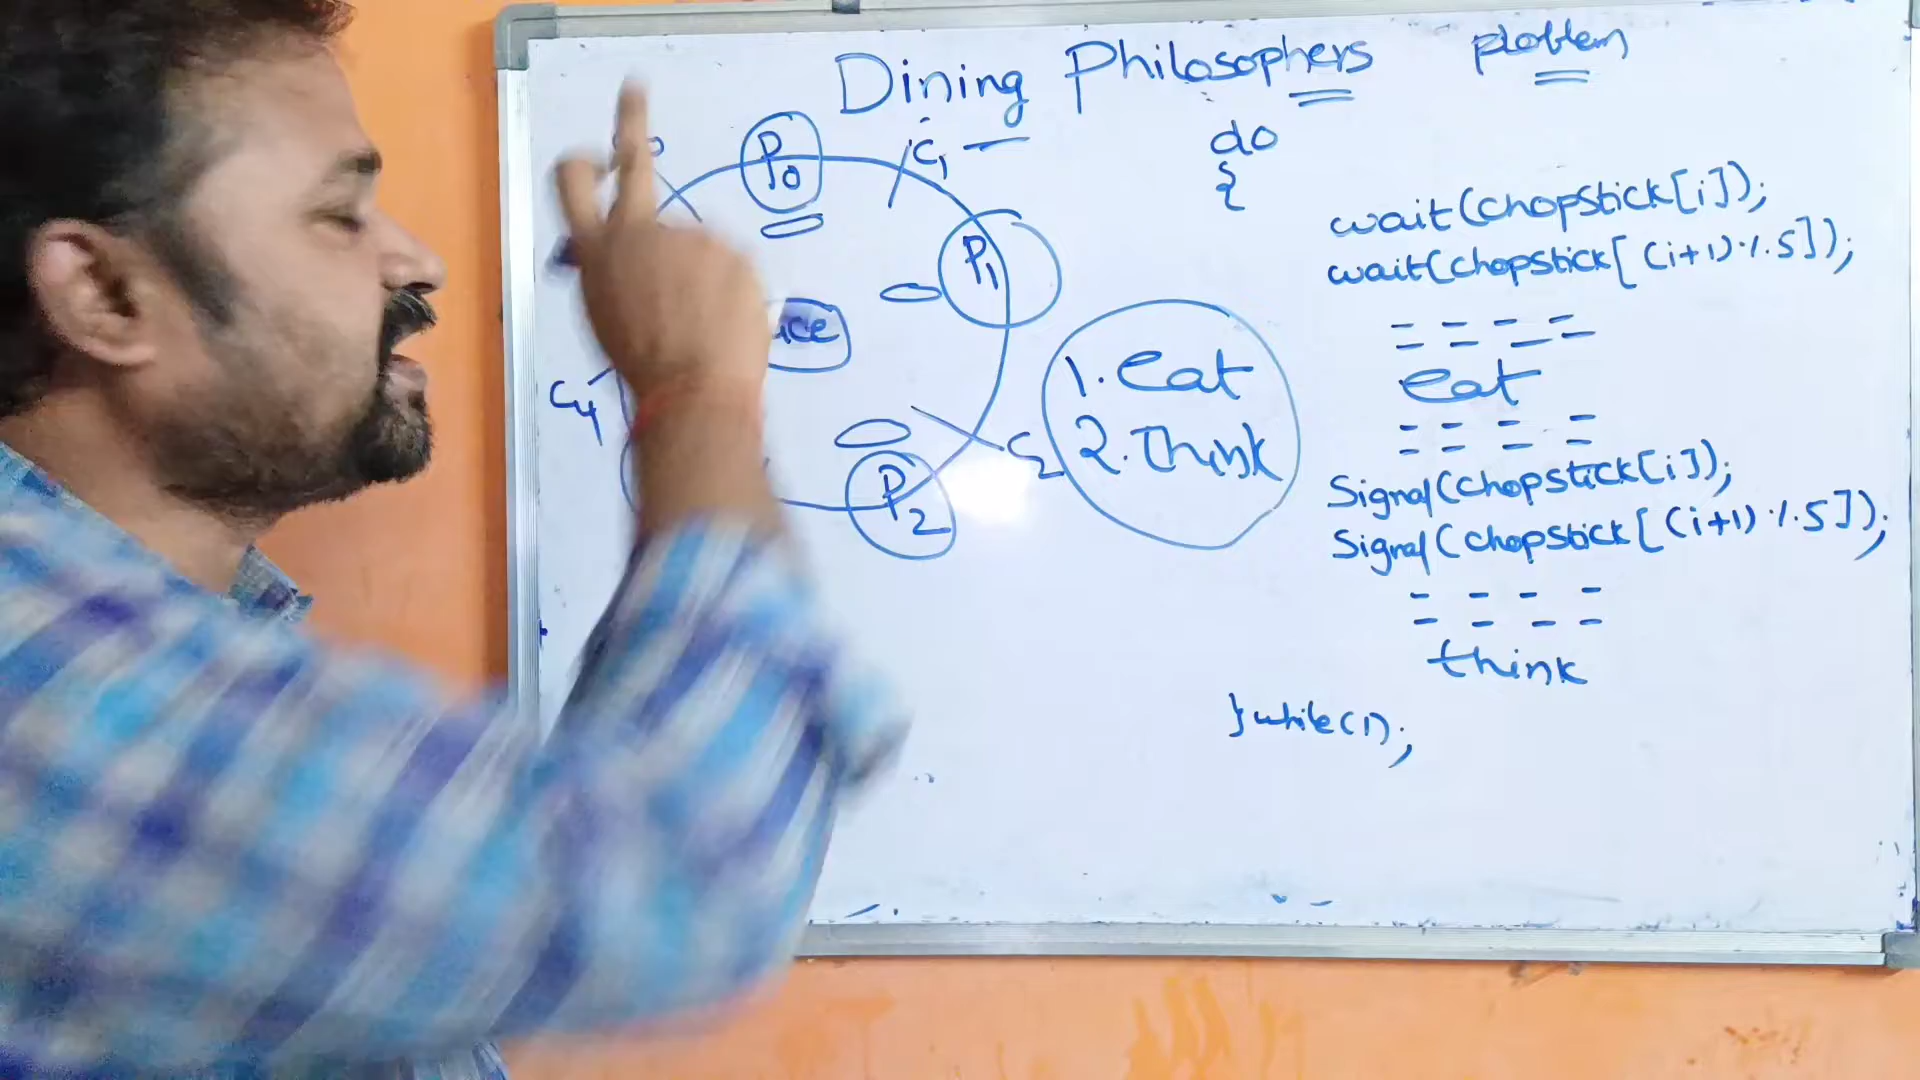 Dining Philosophers problem
P0
C1
P1
C4
P2
C2
1. eat
2. Think
do
{
wait(chopstick[i]);
wait(chopstick[(i+1)%5]);
eat
Signal(chopstick[i]);
Signal(chopstick[(i+1)%5]);
think
}while(1);